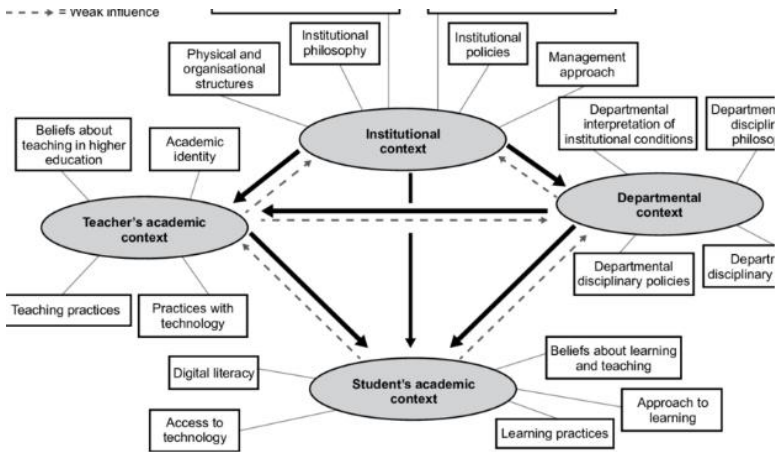 = Weak influence
Institutional
philosophy
Institutional
policies
Physical and
organisational
structures
Management
approach
Beliefs about
teaching in higher
education
Academic
identity
Institutional
context
Departmental
interpretation of
institutional conditions
Teacher's academic
context
Departmental
context
Teaching practices
Practices with
technology
Departmental
disciplinary policies
disciplinary
Digital literacy
Student's academic
context
Beliefs about learning
and teaching
Access to
technology
Learning practices
Approach to
learning